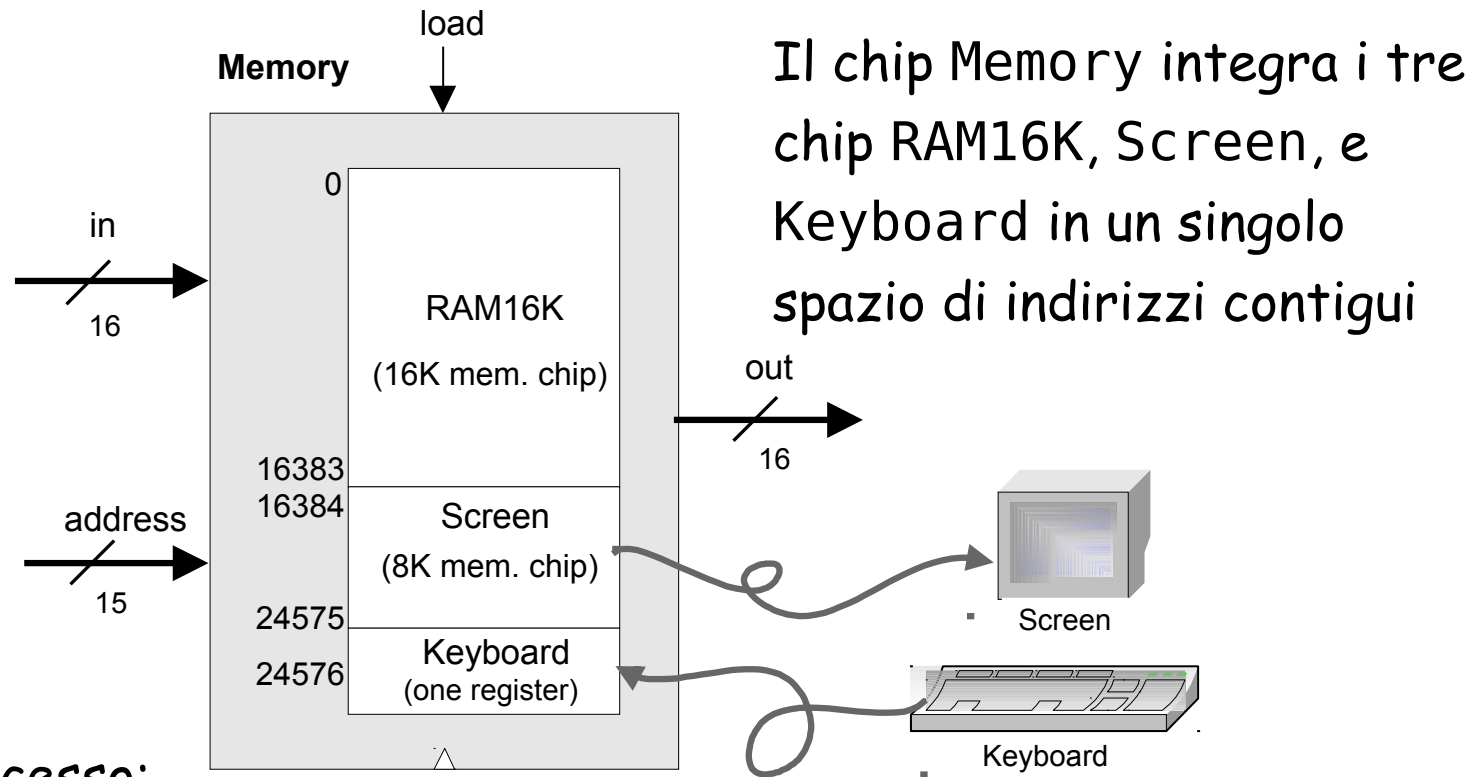 load
Memory
Il chip Memory integra i tre
chip RAM16K, Screen, e
Keyboard in un singolo
spazio di indirizzi contigui
0
in
16
RAM16K
(16K mem. chip)
out
16
16383
16384
address
15
Screen
(8K mem. chip)
24575
24576
Keyboard
(one register)
Screen
Keyboard